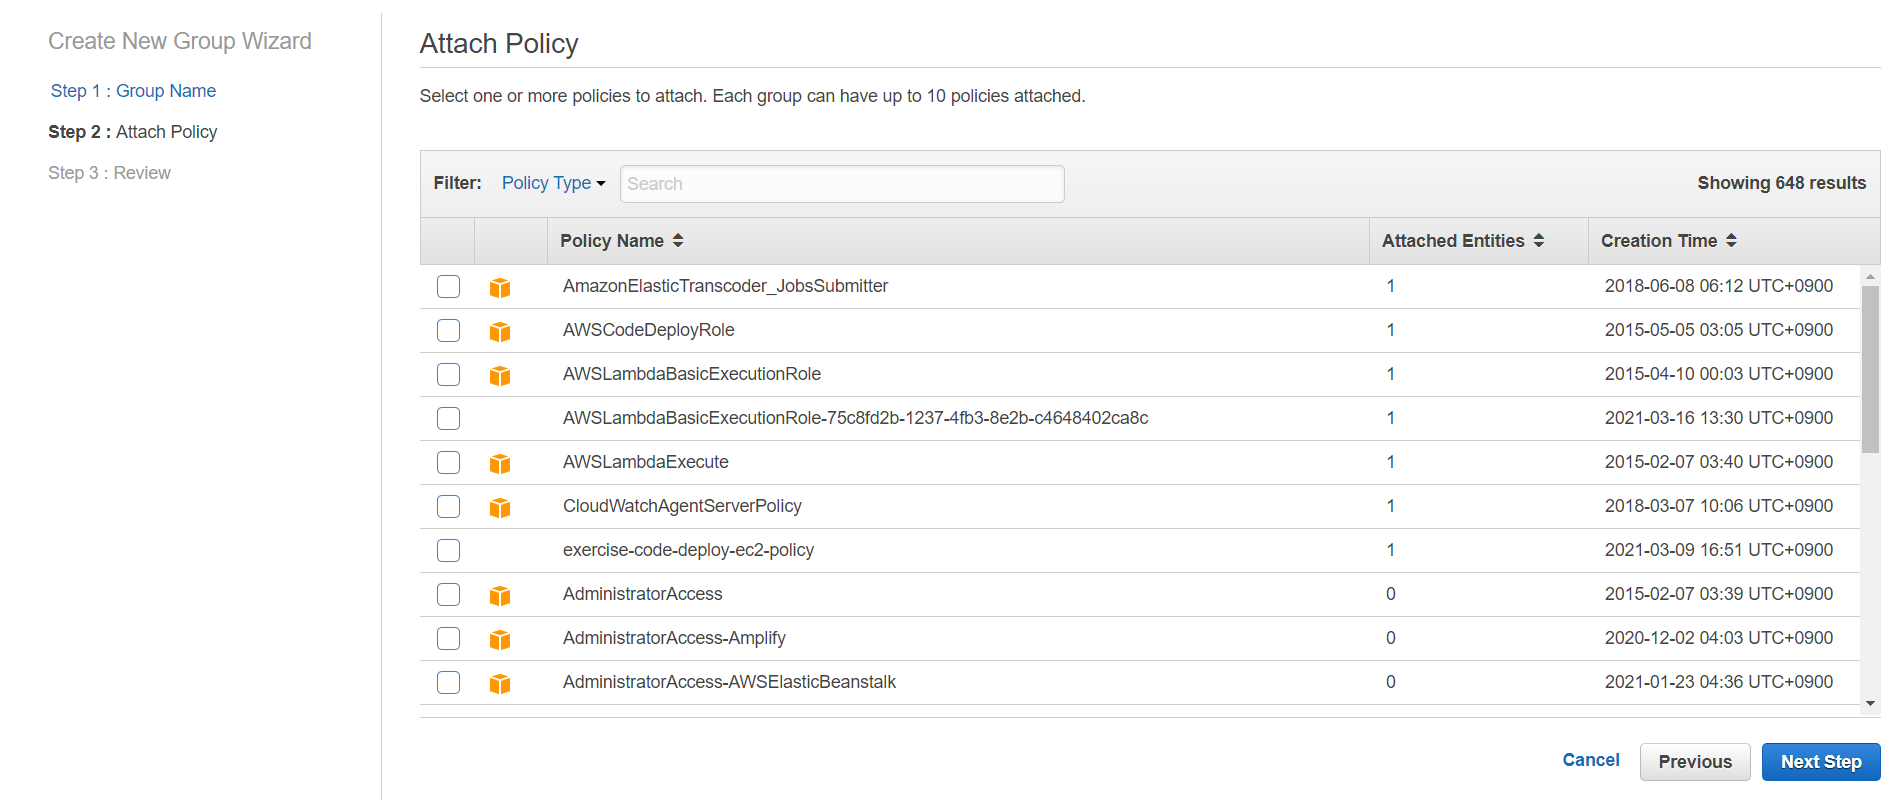 Create New Group Wizard
Step 1 : Group Name
Step 2 : Attach Policy
Step 3 : Review
Attach Policy
Select one or more policies to attach. Each group can have up to 10 policies attached.
Filter: Policy Type Search Showing 648 results
Policy Name Attached Entities Creation Time
AmazonElasticTranscoder_JobsSubmitter 1 2018-06-08 06:12 UTC+0900
AWSCodeDeployRole 1 2015-05-05 03:05 UTC+0900
AWSLambdaBasicExecutionRole 1 2015-04-10 00:03 UTC+0900
AWSLambdaBasicExecutionRole-75c8fd2b-1237-4fb3-8e2b-c4648402ca8c 1 2021-03-16 13:30 UTC+0900
AWSLambdaExecute 1 2015-02-07 03:40 UTC+0900
CloudWatchAgentServerPolicy 1 2018-03-07 10:06 UTC+0900
exercise-code-deploy-ec2-policy 1 2021-03-09 16:51 UTC+0900
AdministratorAccess 0 2015-02-07 03:39 UTC+0900
AdministratorAccess-Amplify 0 2020-12-02 04:03 UTC+0900
AdministratorAccess-AWSElasticBeanstalk 0 2021-01-23 04:36 UTC+0900
Cancel Previous Next Step